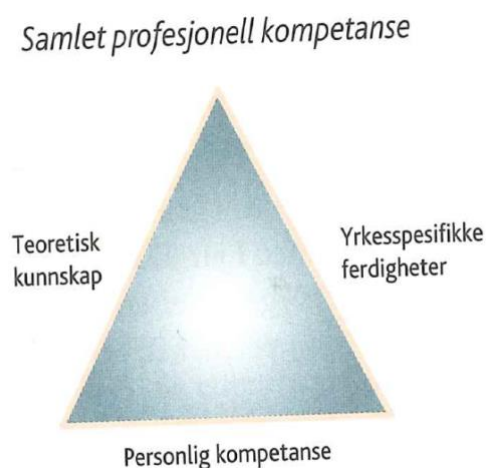 Samlet profesjonell kompetanse
Teoretisk
kunnskap
Yrkesspesifikke
ferdigheter
Personlig kompetanse